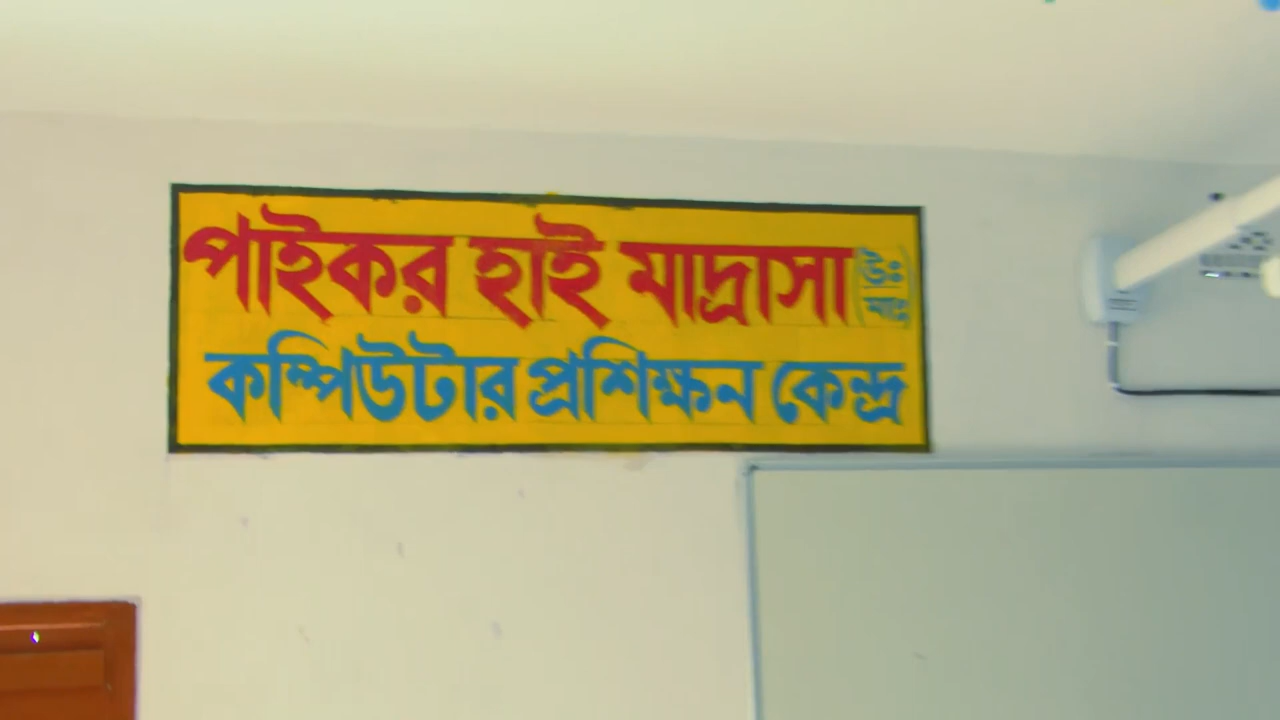 পাইকর হাই মাদ্রাসা (উঃ মাঃ)
কম্পিউটার প্রশিক্ষন কেন্দ্র